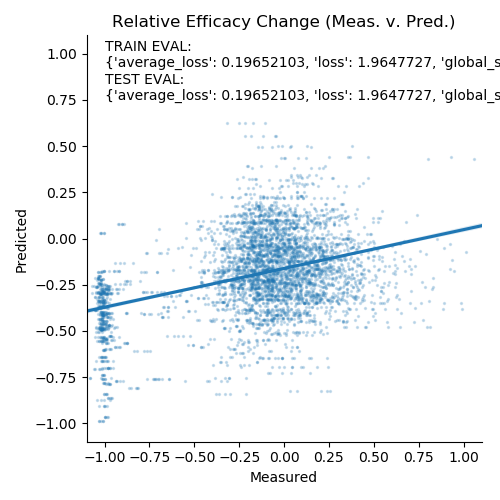 Relative Efficacy Change (Meas. v. Pred.)
TRAIN EVAL:
{'average_loss': 0.19652103, 'loss': 1.9647727, 'global_s
TEST EVAL:
{'average_loss': 0.19652103, 'loss': 1.9647727, 'global_s
1.00
0.75
0.50
0.25
0.00
−0.25
−0.50
−0.75
−1.00
Predicted
−1.00 −0.75 −0.50 −0.25 0.00 0.25 0.50 0.75 1.00
Measured